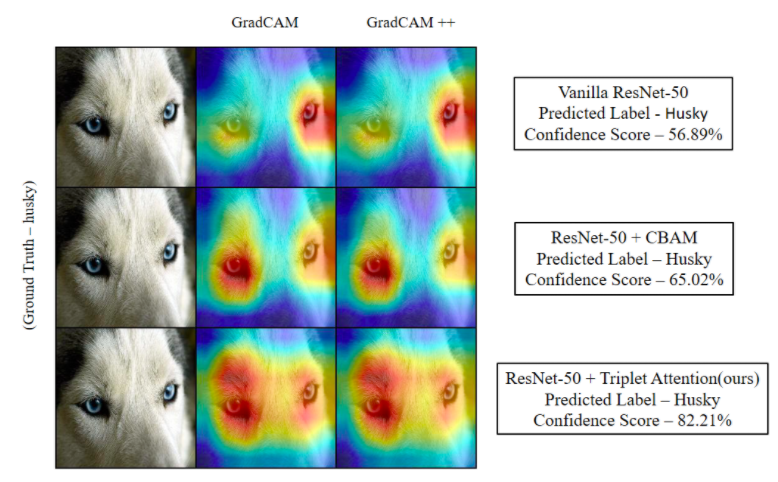 GradCAM
GradCAM ++
(Ground Truth – husky)
Vanilla ResNet-50
Predicted Label - Husky
Confidence Score – 56.89%
ResNet-50 + CBAM
Predicted Label – Husky
Confidence Score – 65.02%
ResNet-50 + Triplet Attention(ours)
Predicted Label – Husky
Confidence Score – 82.21%